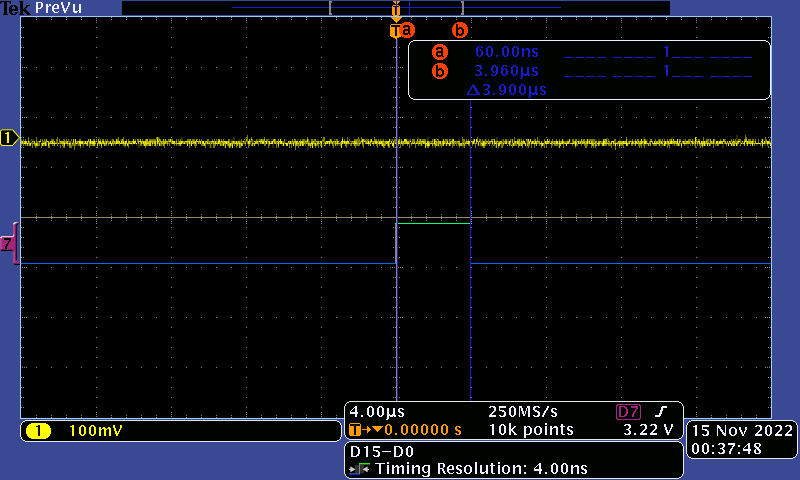 Tek PreVu
T
T a b
a 60.00ns ____ ____ 1___ ____
b 3.960µs ____ ____ 1___ ____
Δ3.900µs
1
7
4.00µs 250MS/s D7
T→▼0.00000 s 10k points 3.22 V
1 100mV
15 Nov 2022
00:37:48
D15-D0
Timing Resolution: 4.00ns